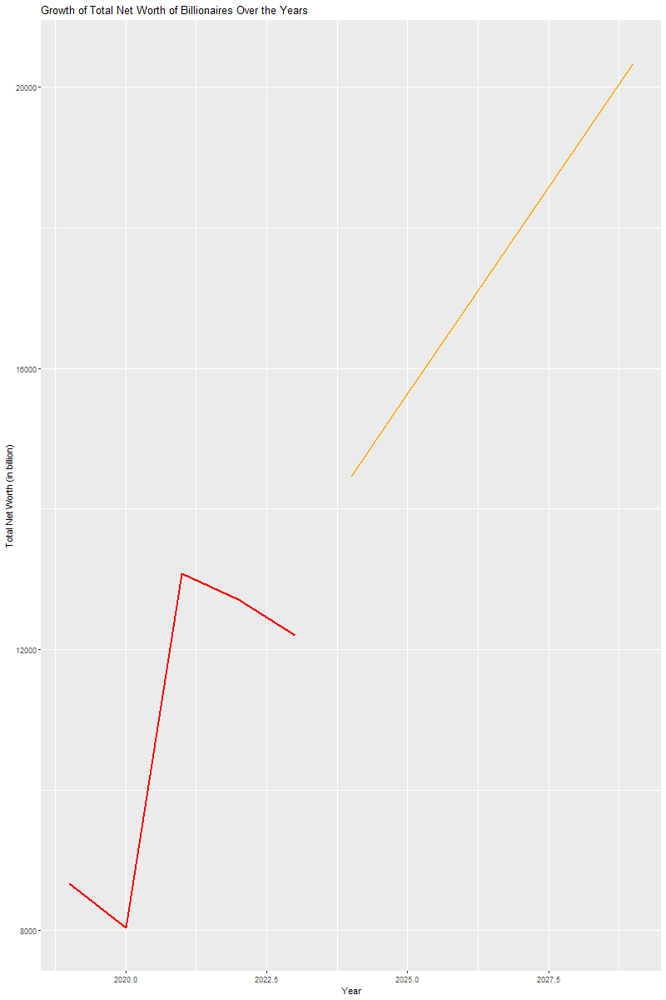 Growth of Total Net Worth of Billionaires Over the Years
Total Net Worth (in billion)
20000
16000
12000
8000
2020.0 2022.5 2025.0 2027.5
Year